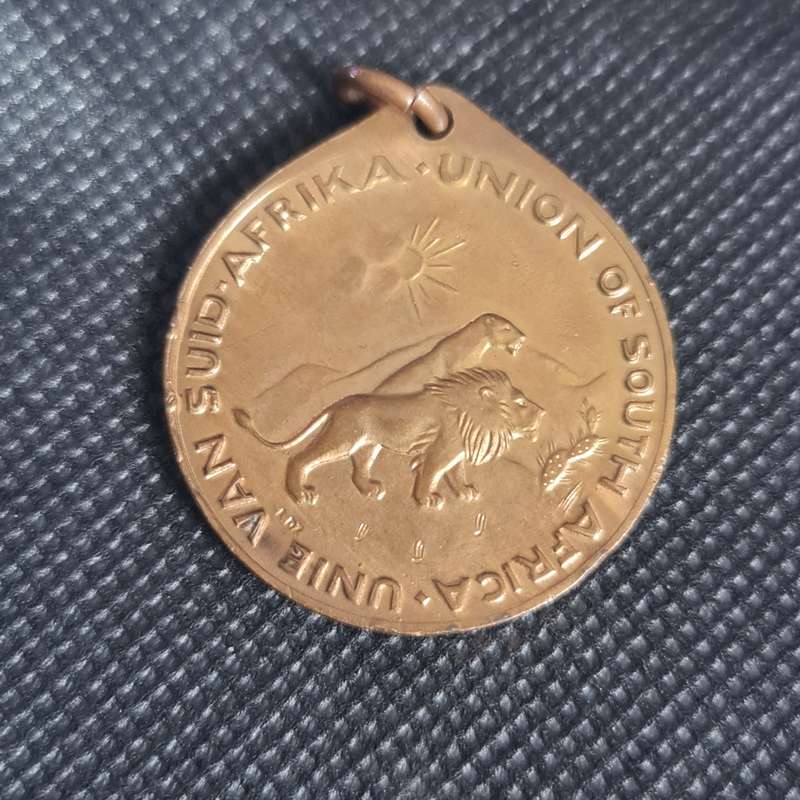 UNIE VAN SUID-AFRIKA · UNION OF SOUTH AFRICA ·